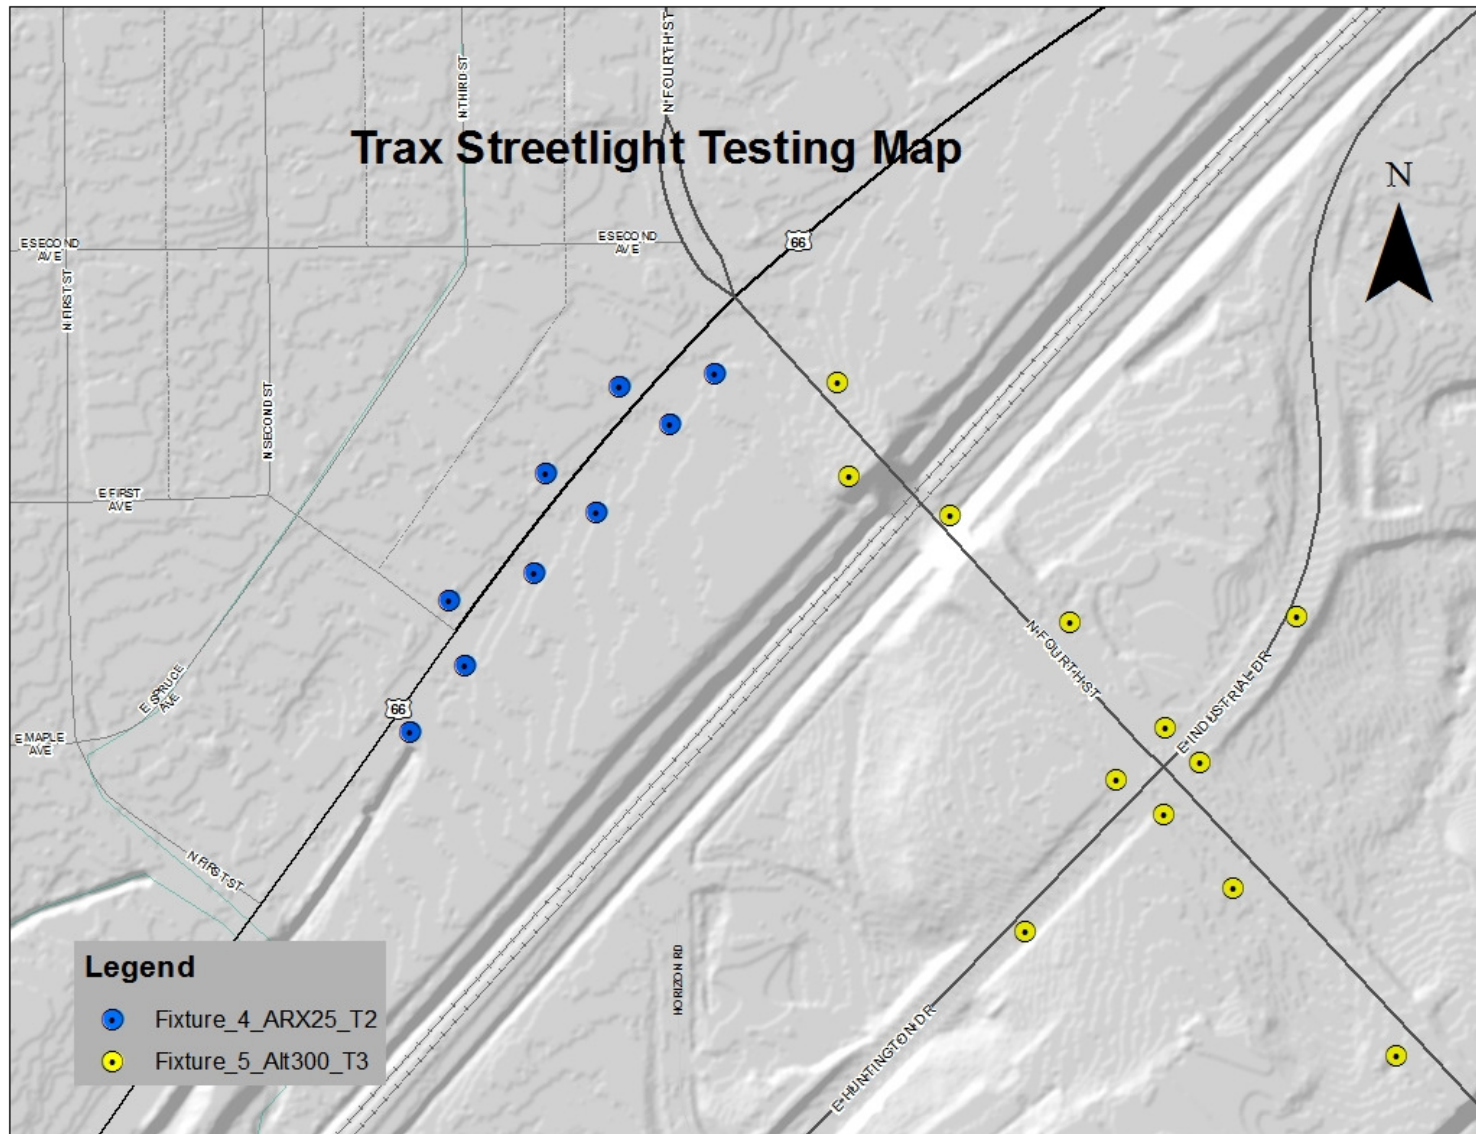 N THIRD ST
N FOURTH ST
Trax Streetlight Testing Map
N
E SECOND
AVE
E SECOND
AVE
66
N FIRST ST
N SECOND ST
E FIRST
AVE
E SPRUCE
AVE
66
E MAPLE
AVE
N FOURTH ST
E INDUSTRIAL DR
N FIRST ST
HORIZON RD
E HUNTINGTON DR
Legend
Fixture_4_ARX25_T2
Fixture_5_Alt300_T3